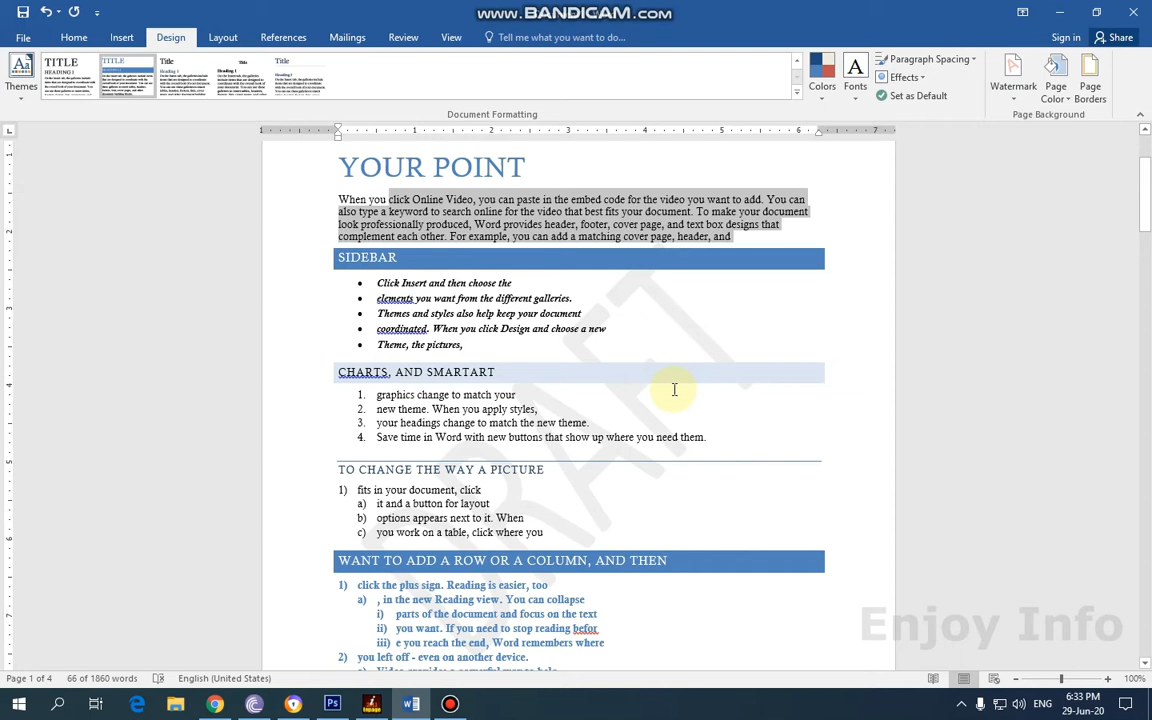 www.BANDICAM.com
File Home Insert Design Layout References Mailings Review View Tell me what you want to do... Sign in Share
Aa Themes
TITLE HEADING 1
TITLE HEADING 1
Title Heading 1
Title Heading 1
Title Heading 1
Colors
A Fonts
Paragraph Spacing
Effects
Set as Default
Watermark
Page Color
Page Borders
Document Formatting Page Background
1 1 2 3 4 5 6 7
YOUR POINT
When you click Online Video, you can paste in the embed code for the video you want to add. You can
also type a keyword to search online for the video that best fits your document. To make your document
look professionally produced, Word provides header, footer, cover page, and text box designs that
complement each other. For example, you can add a matching cover page, header, and
SIDEBAR
• Click Insert and then choose the
• elements you want from the different galleries.
• Themes and styles also help keep your document
• coordinated. When you click Design and choose a new
• Theme, the pictures,
CHARTS, AND SMARTART
1. graphics change to match your
2. new theme. When you apply styles,
3. your headings change to match the new theme.
4. Save time in Word with new buttons that show up where you need them.
TO CHANGE THE WAY A PICTURE
1) fits in your document, click
a) it and a button for layout
b) options appears next to it. When
c) you work on a table, click where you
WANT TO ADD A ROW OR A COLUMN, AND THEN
1) click the plus sign. Reading is easier, too
a) , in the new Reading view. You can collapse
i) parts of the document and focus on the text
ii) you want. If you need to stop reading befor
iii) e you reach the end, Word remembers where
2) you left off - even on another device.
DRAFT
Enjoy Info
Page 1 of 4 66 of 1860 words English (United States) 100%
Ps
Inpage
ENG
6:33 PM
29-Jun-20